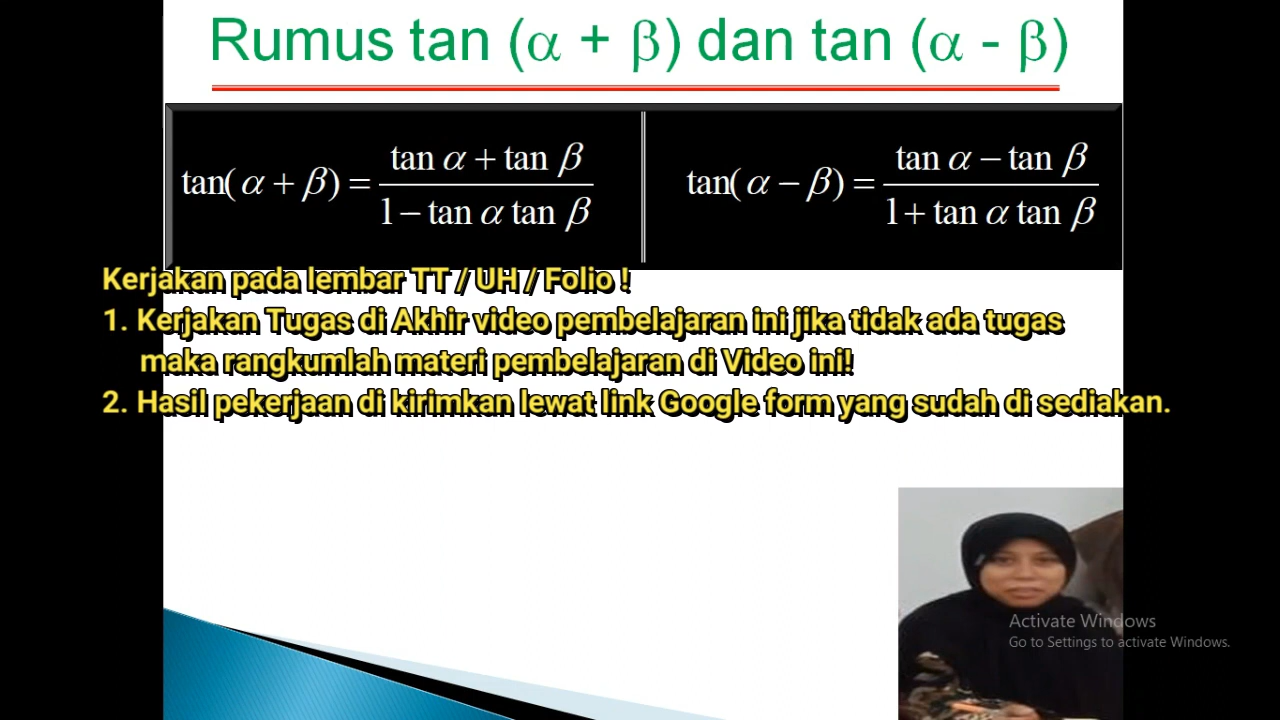 Rumus tan (α + β) dan tan (α - β)
tan(α + β) = tan α + tan β / 1 − tan α tan β
tan(α − β) = tan α − tan β / 1 + tan α tan β
Kerjakan pada lembar TT / UH / Folio !
1. Kerjakan Tugas di Akhir video pembelajaran ini jika tidak ada tugas
maka rangkumlah materi pembelajaran di Video ini!
2. Hasil pekerjaan di kirimkan lewat link Google form yang sudah di sediakan.
Activate Windows
Go to Settings to activate Windows.